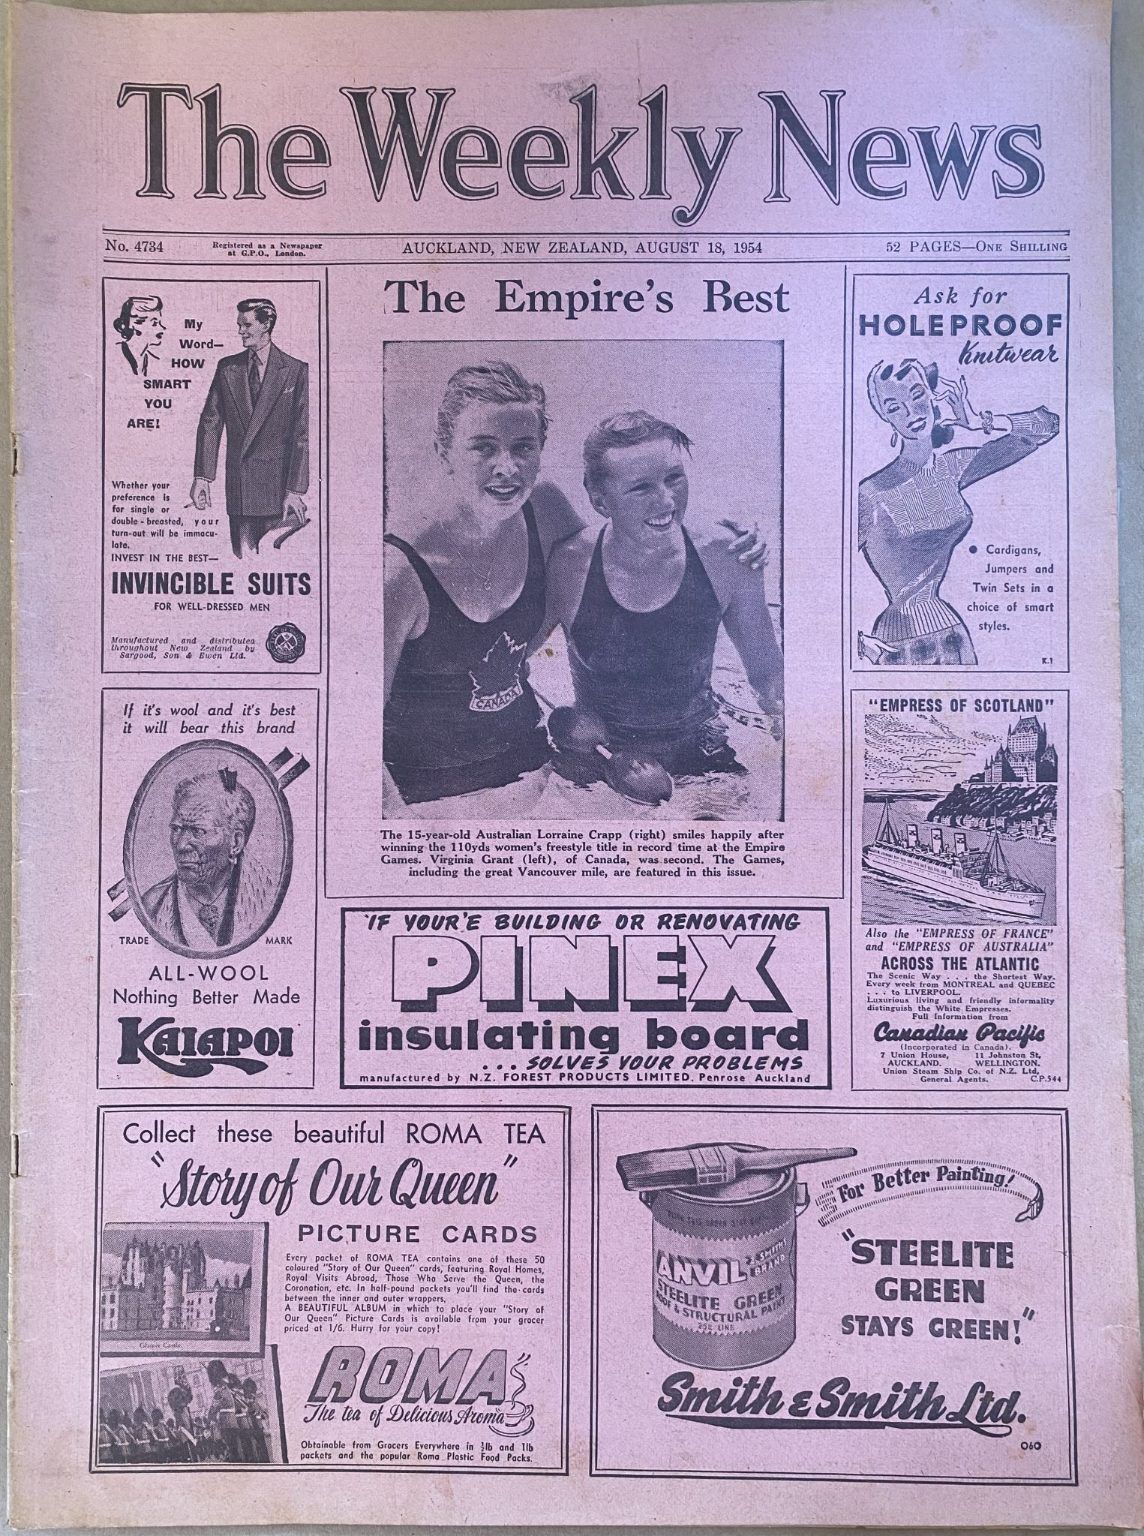 The Weekly News
No. 4734
Registered as a Newspaper
at G.P.O., London.
AUCKLAND, NEW ZEALAND, AUGUST 18, 1954
52 PAGES—ONE SHILLING
My
Word—
HOW
SMART
YOU
ARE!
Whether your
preference is
for single or
double-breasted, your
turn-out will be immacu-
late.
INVEST IN THE BEST—
INVINCIBLE SUITS
FOR WELL-DRESSED MEN
Manufactured and distributed
throughout New Zealand by
Sargood, Son & Ewen Ltd.
The Empire's Best
CANADA
The 15-year-old Australian Lorraine Crapp (right) smiles happily after
winning the 110yds women's freestyle title in record time at the Empire
Games. Virginia Grant (left), of Canada, was second. The Games,
including the great Vancouver mile, are featured in this issue.
Ask for
HOLEPROOF
Knitwear
● Cardigans,
Jumpers and
Twin Sets in a
choice of smart
styles.
K.1
If it's wool and it's best
it will bear this brand
TRADE MARK
ALL-WOOL
Nothing Better Made
KAIAPOI
IF YOUR'E BUILDING OR RENOVATING
PINEX
insulating board
... SOLVES YOUR PROBLEMS
manufactured by N.Z. FOREST PRODUCTS LIMITED. Penrose Auckland
"EMPRESS OF SCOTLAND"
Also the "EMPRESS OF FRANCE"
and "EMPRESS OF AUSTRALIA"
ACROSS THE ATLANTIC
The Scenic Way . . . the Shortest Way.
Every week from MONTREAL and QUEBEC
. . . to LIVERPOOL.
Luxurious living and friendly informality
distinguish the White Empresses.
Full Information from
Canadian Pacific
(Incorporated in Canada).
7 Union House, 11 Johnston St,
AUCKLAND. WELLINGTON.
Union Steam Ship Co. of N.Z. Ltd,
General Agents. C.P.544
Collect these beautiful ROMA TEA
"Story of Our Queen"
PICTURE CARDS
Every packet of ROMA TEA contains one of these 50
coloured "Story of Our Queen" cards, featuring Royal Homes,
Royal Visits Abroad, Those Who Serve the Queen, the
Coronation, etc. In half-pound packets you'll find the cards
between the inner and outer wrappers.
A BEAUTIFUL ALBUM in which to place your "Story of
Our Queen" Picture Cards is available from your grocer
priced at 1/6. Hurry for your copy!
Glamis Castle
ROMA
The tea of Delicious Aroma
Obtainable from Grocers Everywhere in ½lb and 1lb
packets and the popular Roma Plastic Food Packs.
For Better Painting!
ANVIL
SMITHS
BRAND
STEELITE GREEN
ROOF & STRUCTURAL PAINT
"STEELITE
GREEN
STAYS GREEN!"
Smith & Smith Ltd.
O60